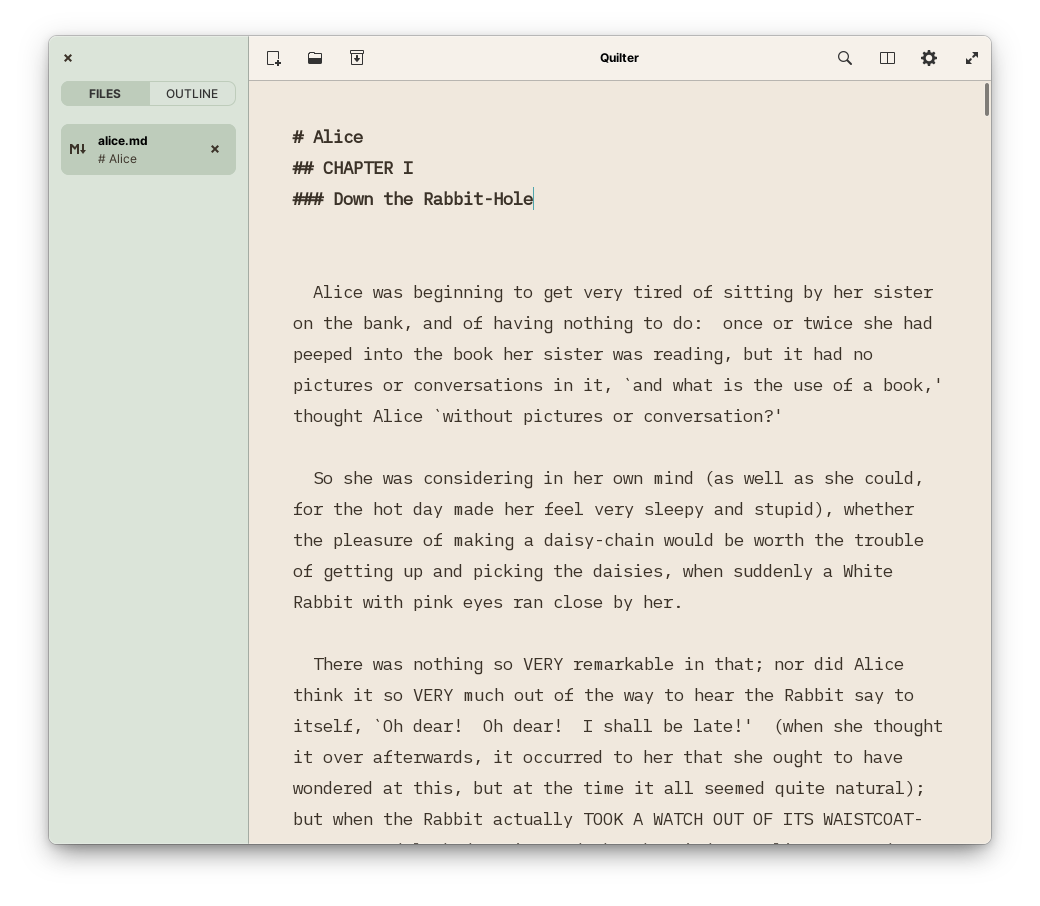 Quilter
FILES OUTLINE
alice.md
# Alice
# Alice
## CHAPTER I
### Down the Rabbit-Hole
Alice was beginning to get very tired of sitting by her sister
on the bank, and of having nothing to do:  once or twice she had
peeped into the book her sister was reading, but it had no
pictures or conversations in it, `and what is the use of a book,'
thought Alice `without pictures or conversation?'
So she was considering in her own mind (as well as she could,
for the hot day made her feel very sleepy and stupid), whether
the pleasure of making a daisy-chain would be worth the trouble
of getting up and picking the daisies, when suddenly a White
Rabbit with pink eyes ran close by her.
There was nothing so VERY remarkable in that; nor did Alice
think it so VERY much out of the way to hear the Rabbit say to
itself, `Oh dear!  Oh dear!  I shall be late!'  (when she thought
it over afterwards, it occurred to her that she ought to have
wondered at this, but at the time it all seemed quite natural);
but when the Rabbit actually TOOK A WATCH OUT OF ITS WAISTCOAT-